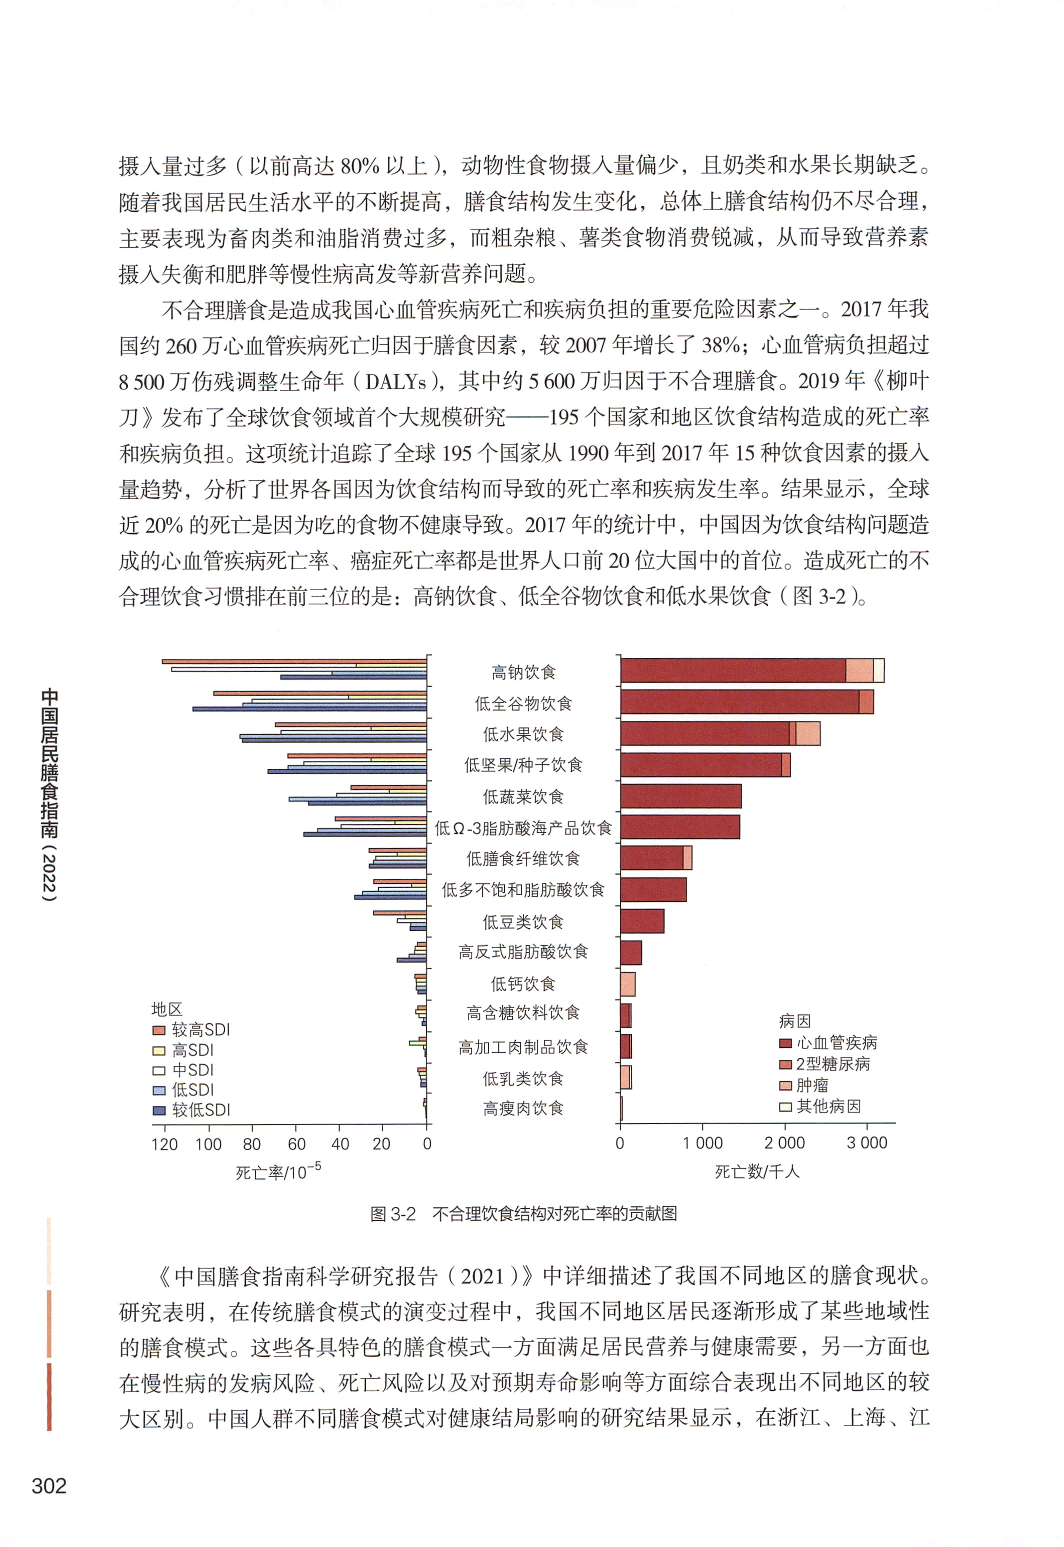 摄入量过多（以前高达 80% 以上），动物性食物摄入量偏少，且奶类和水果长期缺乏。
随着我国居民生活水平的不断提高，膳食结构发生变化，总体上膳食结构仍不尽合理，
主要表现为畜肉类和油脂消费过多，而粗杂粮、薯类食物消费锐减，从而导致营养素
摄入失衡和肥胖等慢性病高发等新营养问题。
不合理膳食是造成我国心血管疾病死亡和疾病负担的重要危险因素之一。2017 年我
国约 260 万心血管疾病死亡归因于膳食因素，较 2007 年增长了 38%；心血管病负担超过
8 500 万伤残调整生命年（DALYs），其中约 5 600 万归因于不合理膳食。2019 年《柳叶
刀》发布了全球饮食领域首个大规模研究——195 个国家和地区饮食结构造成的死亡率
和疾病负担。这项统计追踪了全球 195 个国家从 1990 年到 2017 年 15 种饮食因素的摄入
量趋势，分析了世界各国因为饮食结构而导致的死亡率和疾病发生率。结果显示，全球
近 20% 的死亡是因为吃的食物不健康导致。2017 年的统计中，中国因为饮食结构问题造
成的心血管疾病死亡率、癌症死亡率都是世界人口前 20 位大国中的首位。造成死亡的不
合理饮食习惯排在前三位的是：高钠饮食、低全谷物饮食和低水果饮食（图 3-2）。
高钠饮食
低全谷物饮食
低水果饮食
低坚果/种子饮食
低蔬菜饮食
低Ω-3脂肪酸海产品饮食
低膳食纤维饮食
低多不饱和脂肪酸饮食
低豆类饮食
高反式脂肪酸饮食
低钙饮食
高含糖饮料饮食
高加工肉制品饮食
低乳类饮食
高瘦肉饮食
地区
较高SDI
高SDI
中SDI
低SDI
较低SDI
120 100 80 60 40 20 0
死亡率/10⁻⁵
病因
心血管疾病
2型糖尿病
肿瘤
其他病因
0 1 000 2 000 3 000
死亡数/千人
图 3-2 不合理饮食结构对死亡率的贡献图
《中国膳食指南科学研究报告（2021）》中详细描述了我国不同地区的膳食现状。
研究表明，在传统膳食模式的演变过程中，我国不同地区居民逐渐形成了某些地域性
的膳食模式。这些各具特色的膳食模式一方面满足居民营养与健康需要，另一方面也
在慢性病的发病风险、死亡风险以及对预期寿命影响等方面综合表现出不同地区的较
大区别。中国人群不同膳食模式对健康结局影响的研究结果显示，在浙江、上海、江
中国居民膳食指南（2022）
302